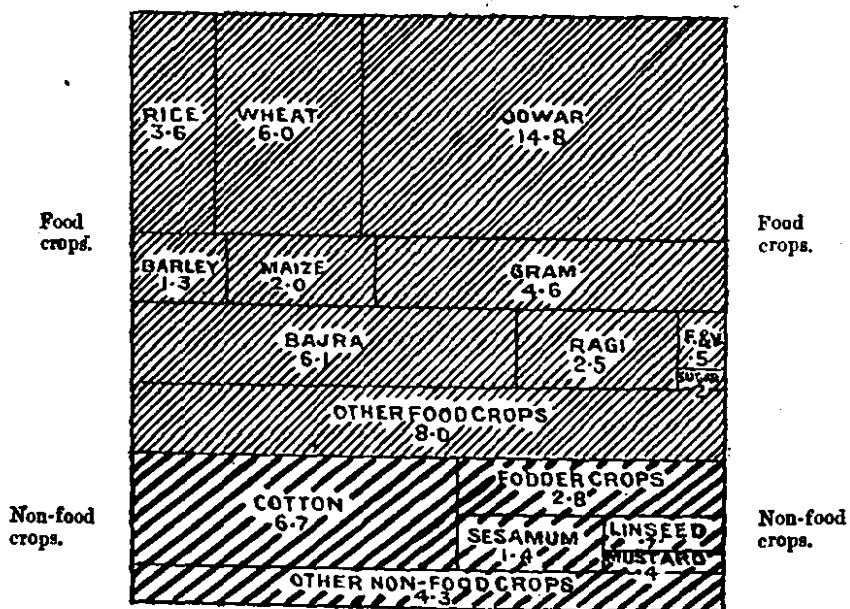 RICE
3·6
WHEAT
6·0
JOWAR
14·8
Food
crops.
Food
crops.
BARLEY
1·3
MAIZE
2·0
GRAM
4·6
BAJRA
6·1
RAGI
2·5
F.&V.
·5
SUGAR
·2
OTHER FOOD CROPS
8·0
COTTON
6·7
FODDER CROPS
2·8
Non-food
crops.
Non-food
crops.
SESAMUM
1·4
LINSEED
·7
MUSTARD
·4
OTHER NON-FOOD CROPS
4·3